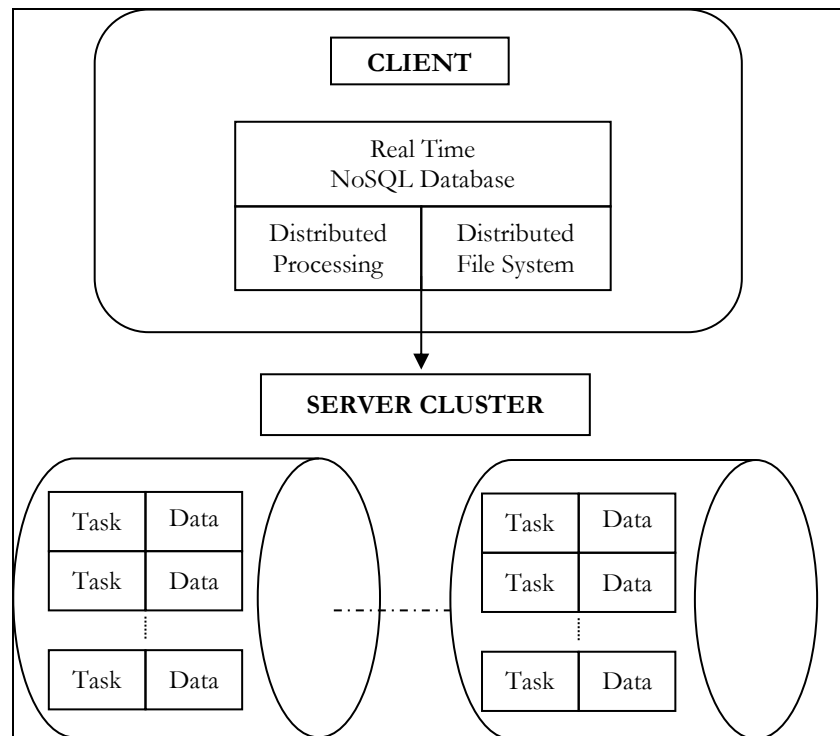 CLIENT
Real Time
NoSQL Database
Distributed
Processing
Distributed
File System
SERVER CLUSTER
Task Data
Task Data
Task Data
Task Data
Task Data
Task Data